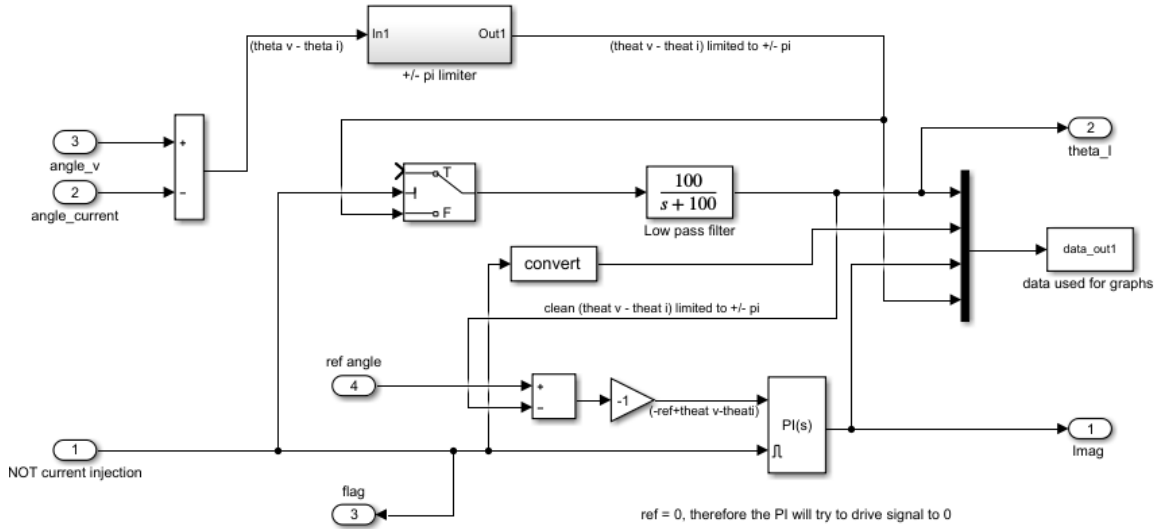 (theta v - theta i)
In1
Out1
+/- pi limiter
(theat v - theat i) limited to +/- pi
3
angle_v
2
angle_current
+
−
T
F
100
s + 100
Low pass filter
2
theta_I
convert
data_out1
data used for graphs
clean (theat v - theat i) limited to +/- pi
ref angle
4
+
−
-1
(-ref+theat v-theati)
PI(s)
1
Imag
1
NOT current injection
flag
3
ref = 0, therefore the PI will try to drive signal to 0